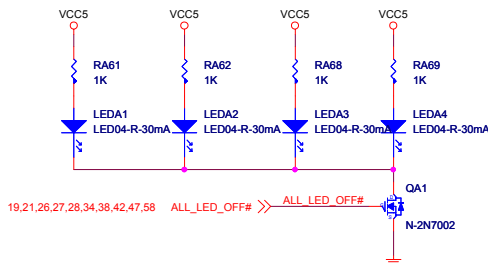 VCC5 VCC5 VCC5 VCC5
RA61 RA62 RA68 RA69
1K 1K 1K 1K
LEDA1 LEDA2 LEDA3 LEDA4
LED04-R-30mA LED04-R-30mA LED04-R-30mA LED04-R-30mA
QA1
19,21,26,27,28,34,38,42,47,58 ALL_LED_OFF# ALL_LED_OFF#
N-2N7002